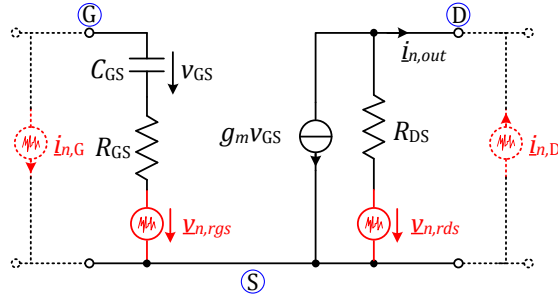 G
D
i_n,out
C_GS
v_GS
i_n,G
R_GS
g_m v_GS
R_DS
i_n,D
v_n,rgs
v_n,rds
S